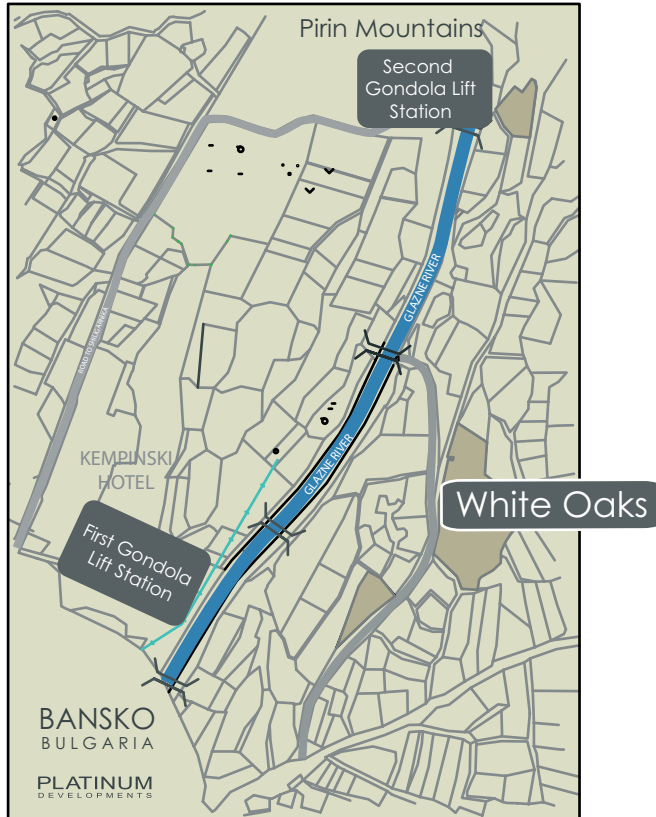 Pirin Mountains
Second
Gondola Lift
Station
GLAZNE RIVER
KEMPINSKI
HOTEL
GLAZNE RIVER
White Oaks
First Gondola
Lift Station
BANSKO
BULGARIA
PLATINUM
DEVELOPMENTS